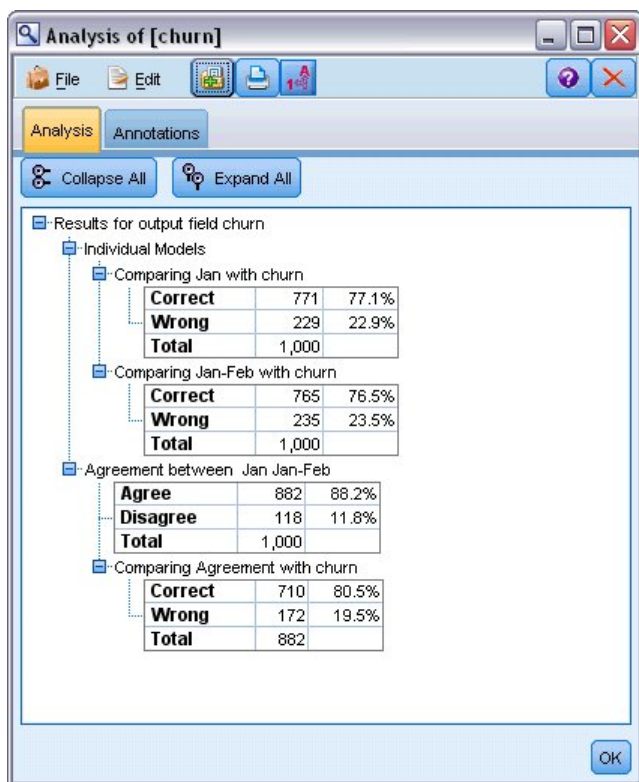 Analysis of [churn]
File Edit
Analysis Annotations
Collapse All Expand All
Results for output field churn
Individual Models
Comparing Jan with churn
Correct 771 77.1%
Wrong 229 22.9%
Total 1,000
Comparing Jan-Feb with churn
Correct 765 76.5%
Wrong 235 23.5%
Total 1,000
Agreement between Jan Jan-Feb
Agree 882 88.2%
Disagree 118 11.8%
Total 1,000
Comparing Agreement with churn
Correct 710 80.5%
Wrong 172 19.5%
Total 882
OK